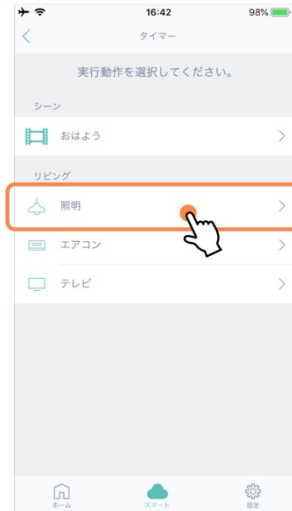 16:42
98%
タイマー
実行動作を選択してください。
シーン
おはよう
リビング
照明
エアコン
テレビ
ホーム
スマート
設定